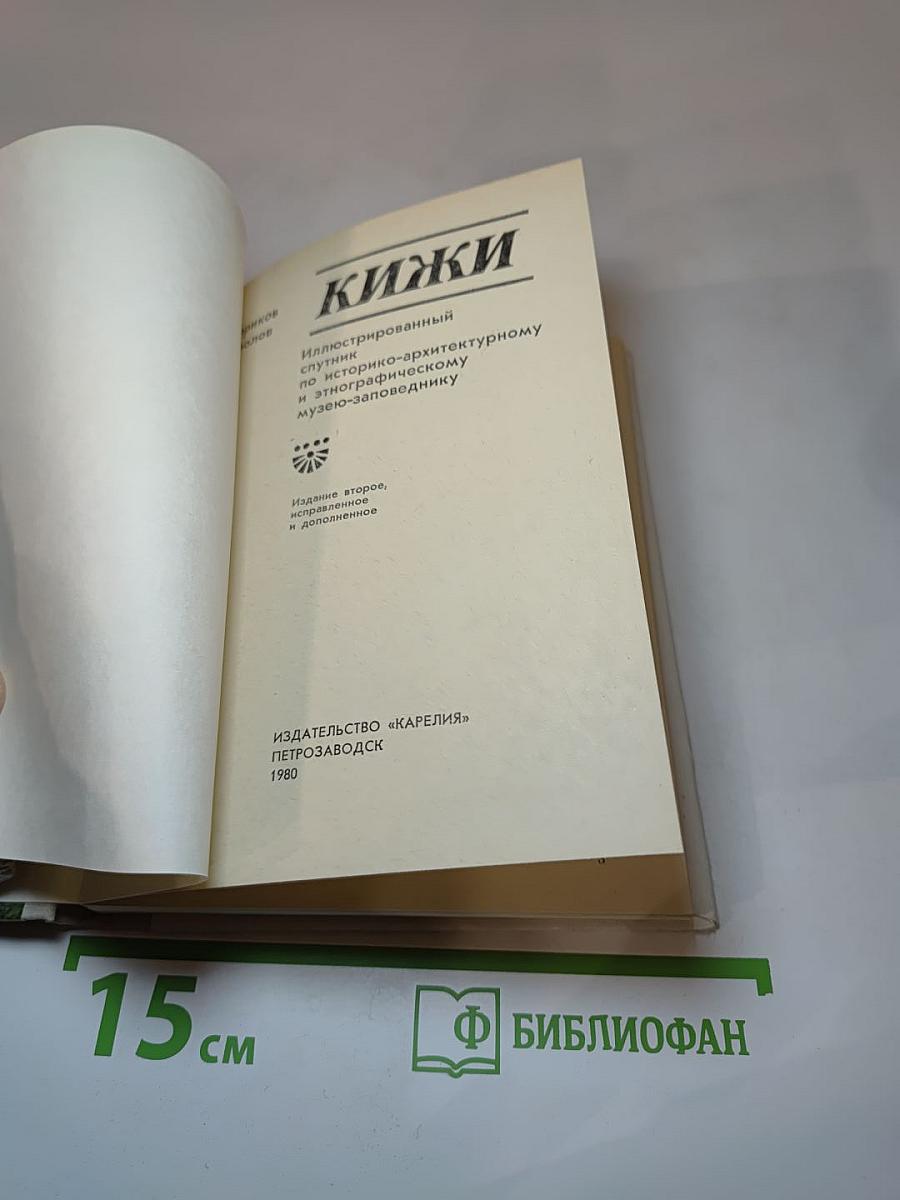 КИЖИ
Иллюстрированный
спутник
по историко-архитектурному
и этнографическому
музею-заповеднику
Издание второе,
исправленное
и дополненное
ИЗДАТЕЛЬСТВО «КАРЕЛИЯ»
ПЕТРОЗАВОДСК
1980
15 см
Ф БИБЛИОФАН